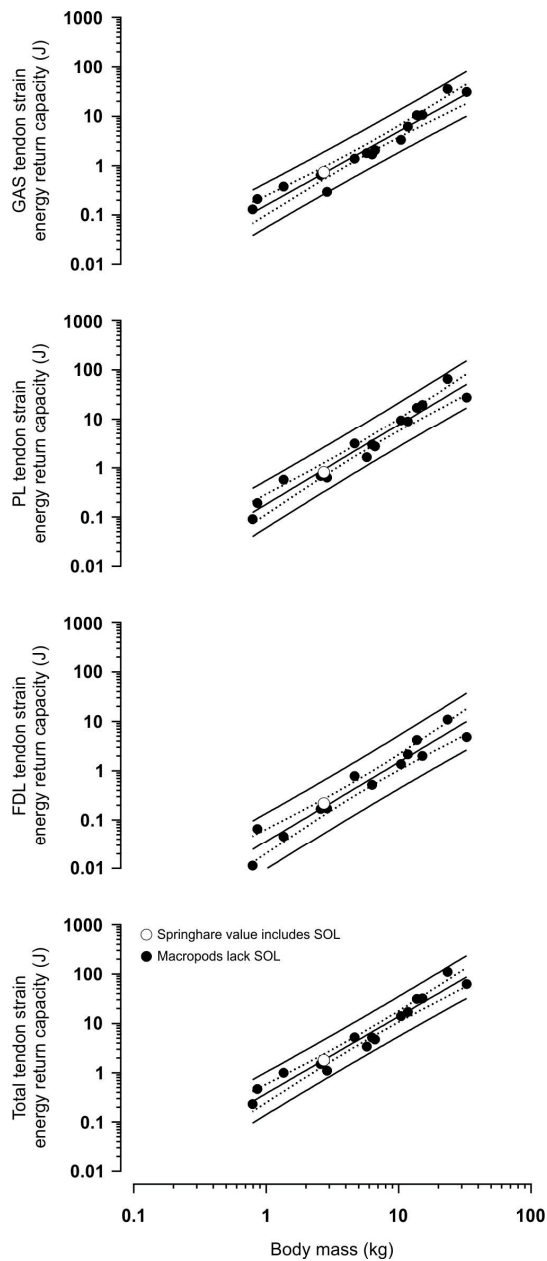 GAS tendon strain
energy return capacity (J)
1000
100
10
1
0.1
0.01
PL tendon strain
energy return capacity (J)
1000
100
10
1
0.1
0.01
FDL tendon strain
energy return capacity (J)
1000
100
10
1
0.1
0.01
Total tendon strain
energy return capacity (J)
1000
100
10
1
0.1
0.01
Springhare value includes SOL
Macropods lack SOL
0.1 1 10 100
Body mass (kg)